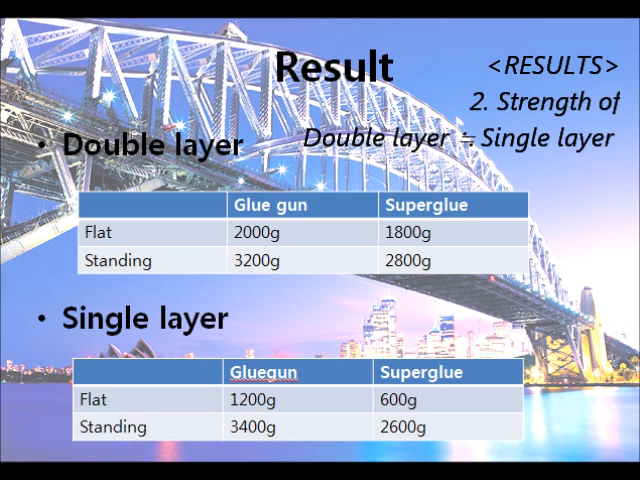 Result
<RESULTS>
2. Strength of
Double layer ≒ Single layer
• Double layer
Glue gun Superglue
Flat 2000g 1800g
Standing 3200g 2800g
• Single layer
Gluegun Superglue
Flat 1200g 600g
Standing 3400g 2600g